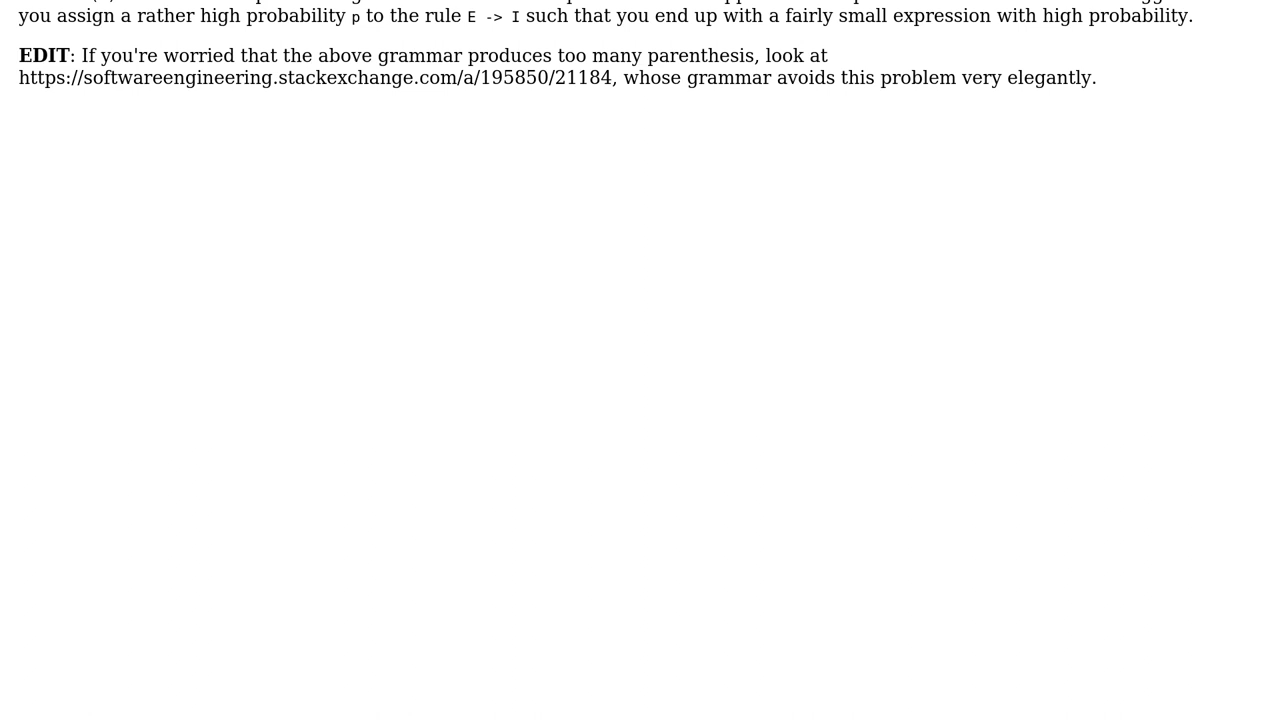 you assign a rather high probability p to the rule E -> I such that you end up with a fairly small expression with high probability.
EDIT: If you're worried that the above grammar produces too many parenthesis, look at
https://softwareengineering.stackexchange.com/a/195850/21184, whose grammar avoids this problem very elegantly.